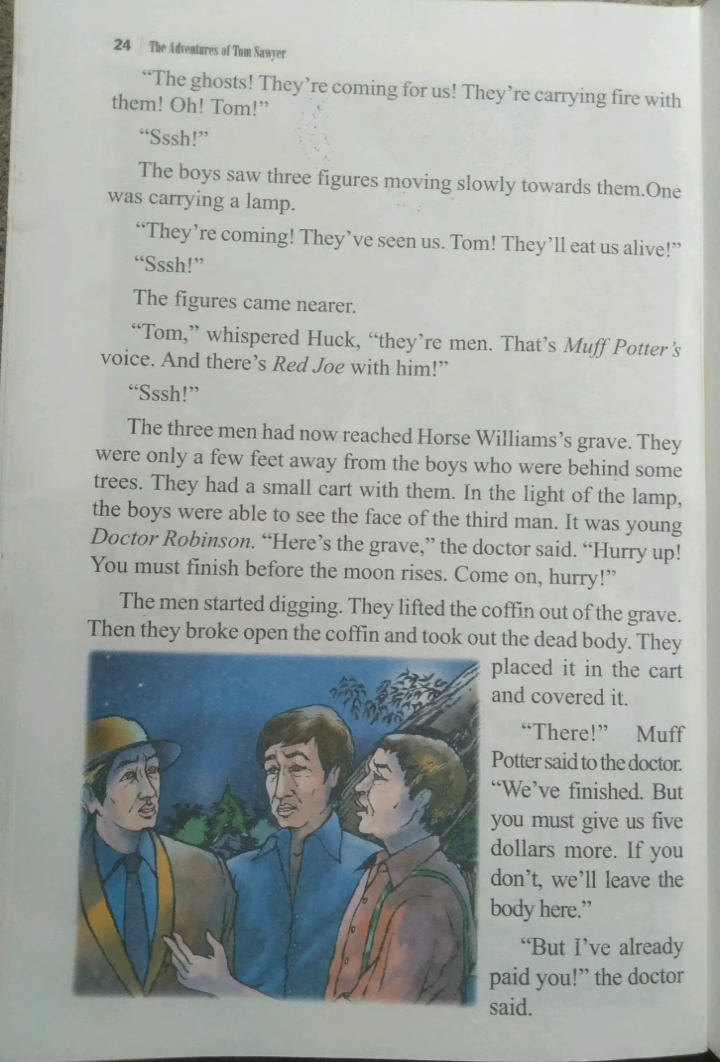 24 The Adventures of Tom Sawyer
“The ghosts! They’re coming for us! They’re carrying fire with
them! Oh! Tom!”
“Sssh!”
The boys saw three figures moving slowly towards them.One
was carrying a lamp.
“They’re coming! They’ve seen us. Tom! They’ll eat us alive!”
“Sssh!”
The figures came nearer.
“Tom,” whispered Huck, “they’re men. That’s Muff Potter’s
voice. And there’s Red Joe with him!”
“Sssh!”
The three men had now reached Horse Williams’s grave. They
were only a few feet away from the boys who were behind some
trees. They had a small cart with them. In the light of the lamp,
the boys were able to see the face of the third man. It was young
Doctor Robinson. “Here’s the grave,” the doctor said. “Hurry up!
You must finish before the moon rises. Come on, hurry!”
The men started digging. They lifted the coffin out of the grave.
Then they broke open the coffin and took out the dead body. They
placed it in the cart
and covered it.
“There!” Muff
Potter said to the doctor.
“We’ve finished. But
you must give us five
dollars more. If you
don’t, we’ll leave the
body here.”
“But I’ve already
paid you!” the doctor
said.